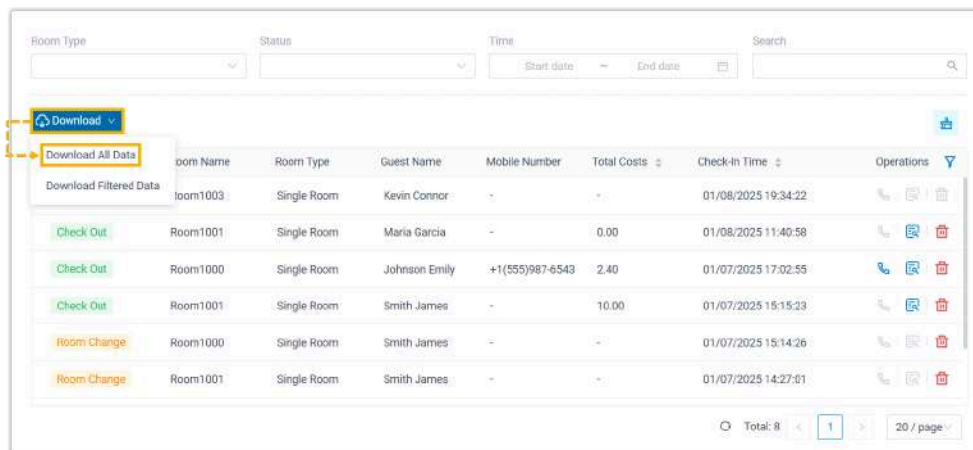 Room Type Status Time Search
Start date ~ End date
Download
Download All Data
Download Filtered Data
Room Name Room Type Guest Name Mobile Number Total Costs Check-In Time Operations
Room1003 Single Room Kevin Connor - - 01/08/2025 19:34:22
Check Out Room1001 Single Room Maria Garcia - 0.00 01/08/2025 11:40:58
Check Out Room1000 Single Room Johnson Emily +1(555)987-6543 2.40 01/07/2025 17:02:55
Check Out Room1001 Single Room Smith James - 10.00 01/07/2025 15:15:23
Room Change Room1000 Single Room Smith James - - 01/07/2025 15:14:26
Room Change Room1001 Single Room Smith James - - 01/07/2025 14:27:01
Total: 8 < 1 > 20 / page